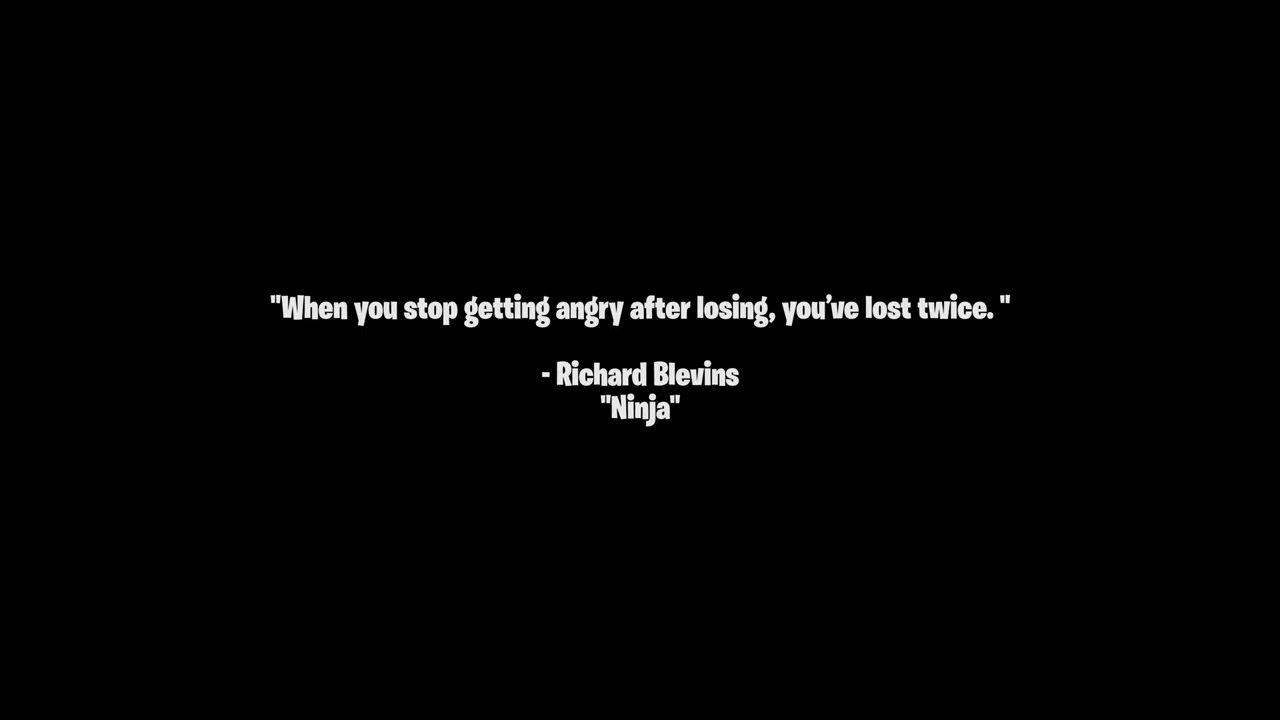 "When you stop getting angry after losing, you’ve lost twice. "
- Richard Blevins
"Ninja"